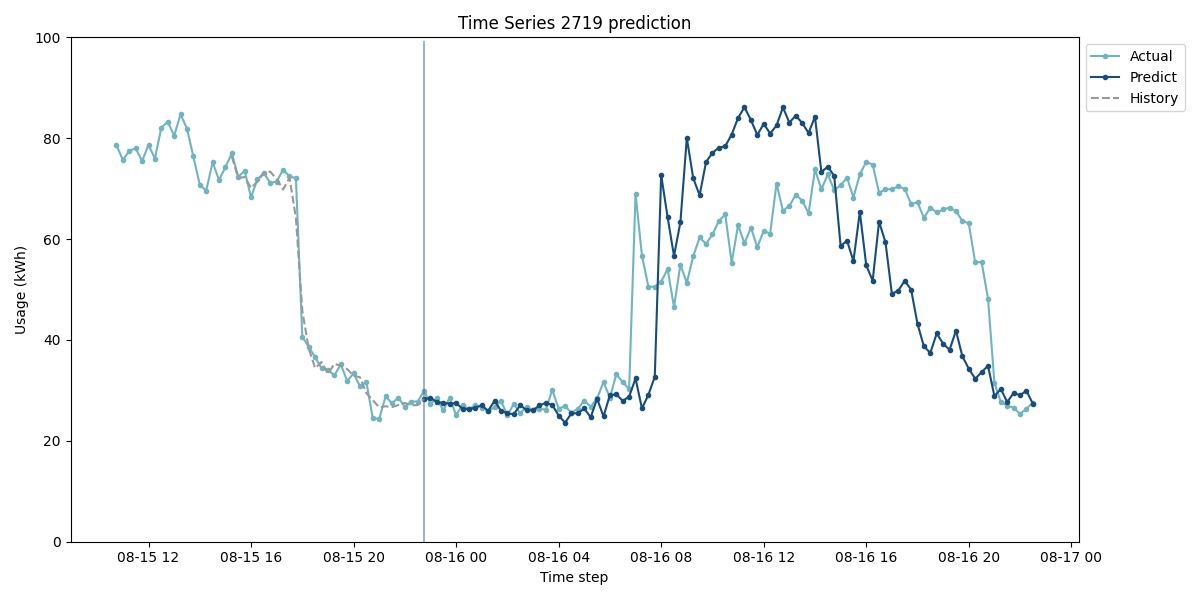 Time Series 2719 prediction
Usage (kWh)
100
80
60
40
20
0
08-15 12
08-15 16
08-15 20
08-16 00
08-16 04
08-16 08
08-16 12
08-16 16
08-16 20
08-17 00
Time step
Actual
Predict
History